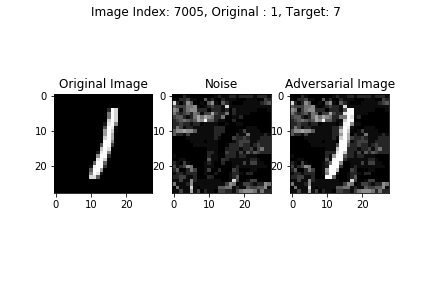 Image Index: 7005, Original : 1, Target: 7
Original Image Noise Adversarial Image
0 0 0
10 10 10
20 20 20
0 10 20 0 10 20 0 10 20